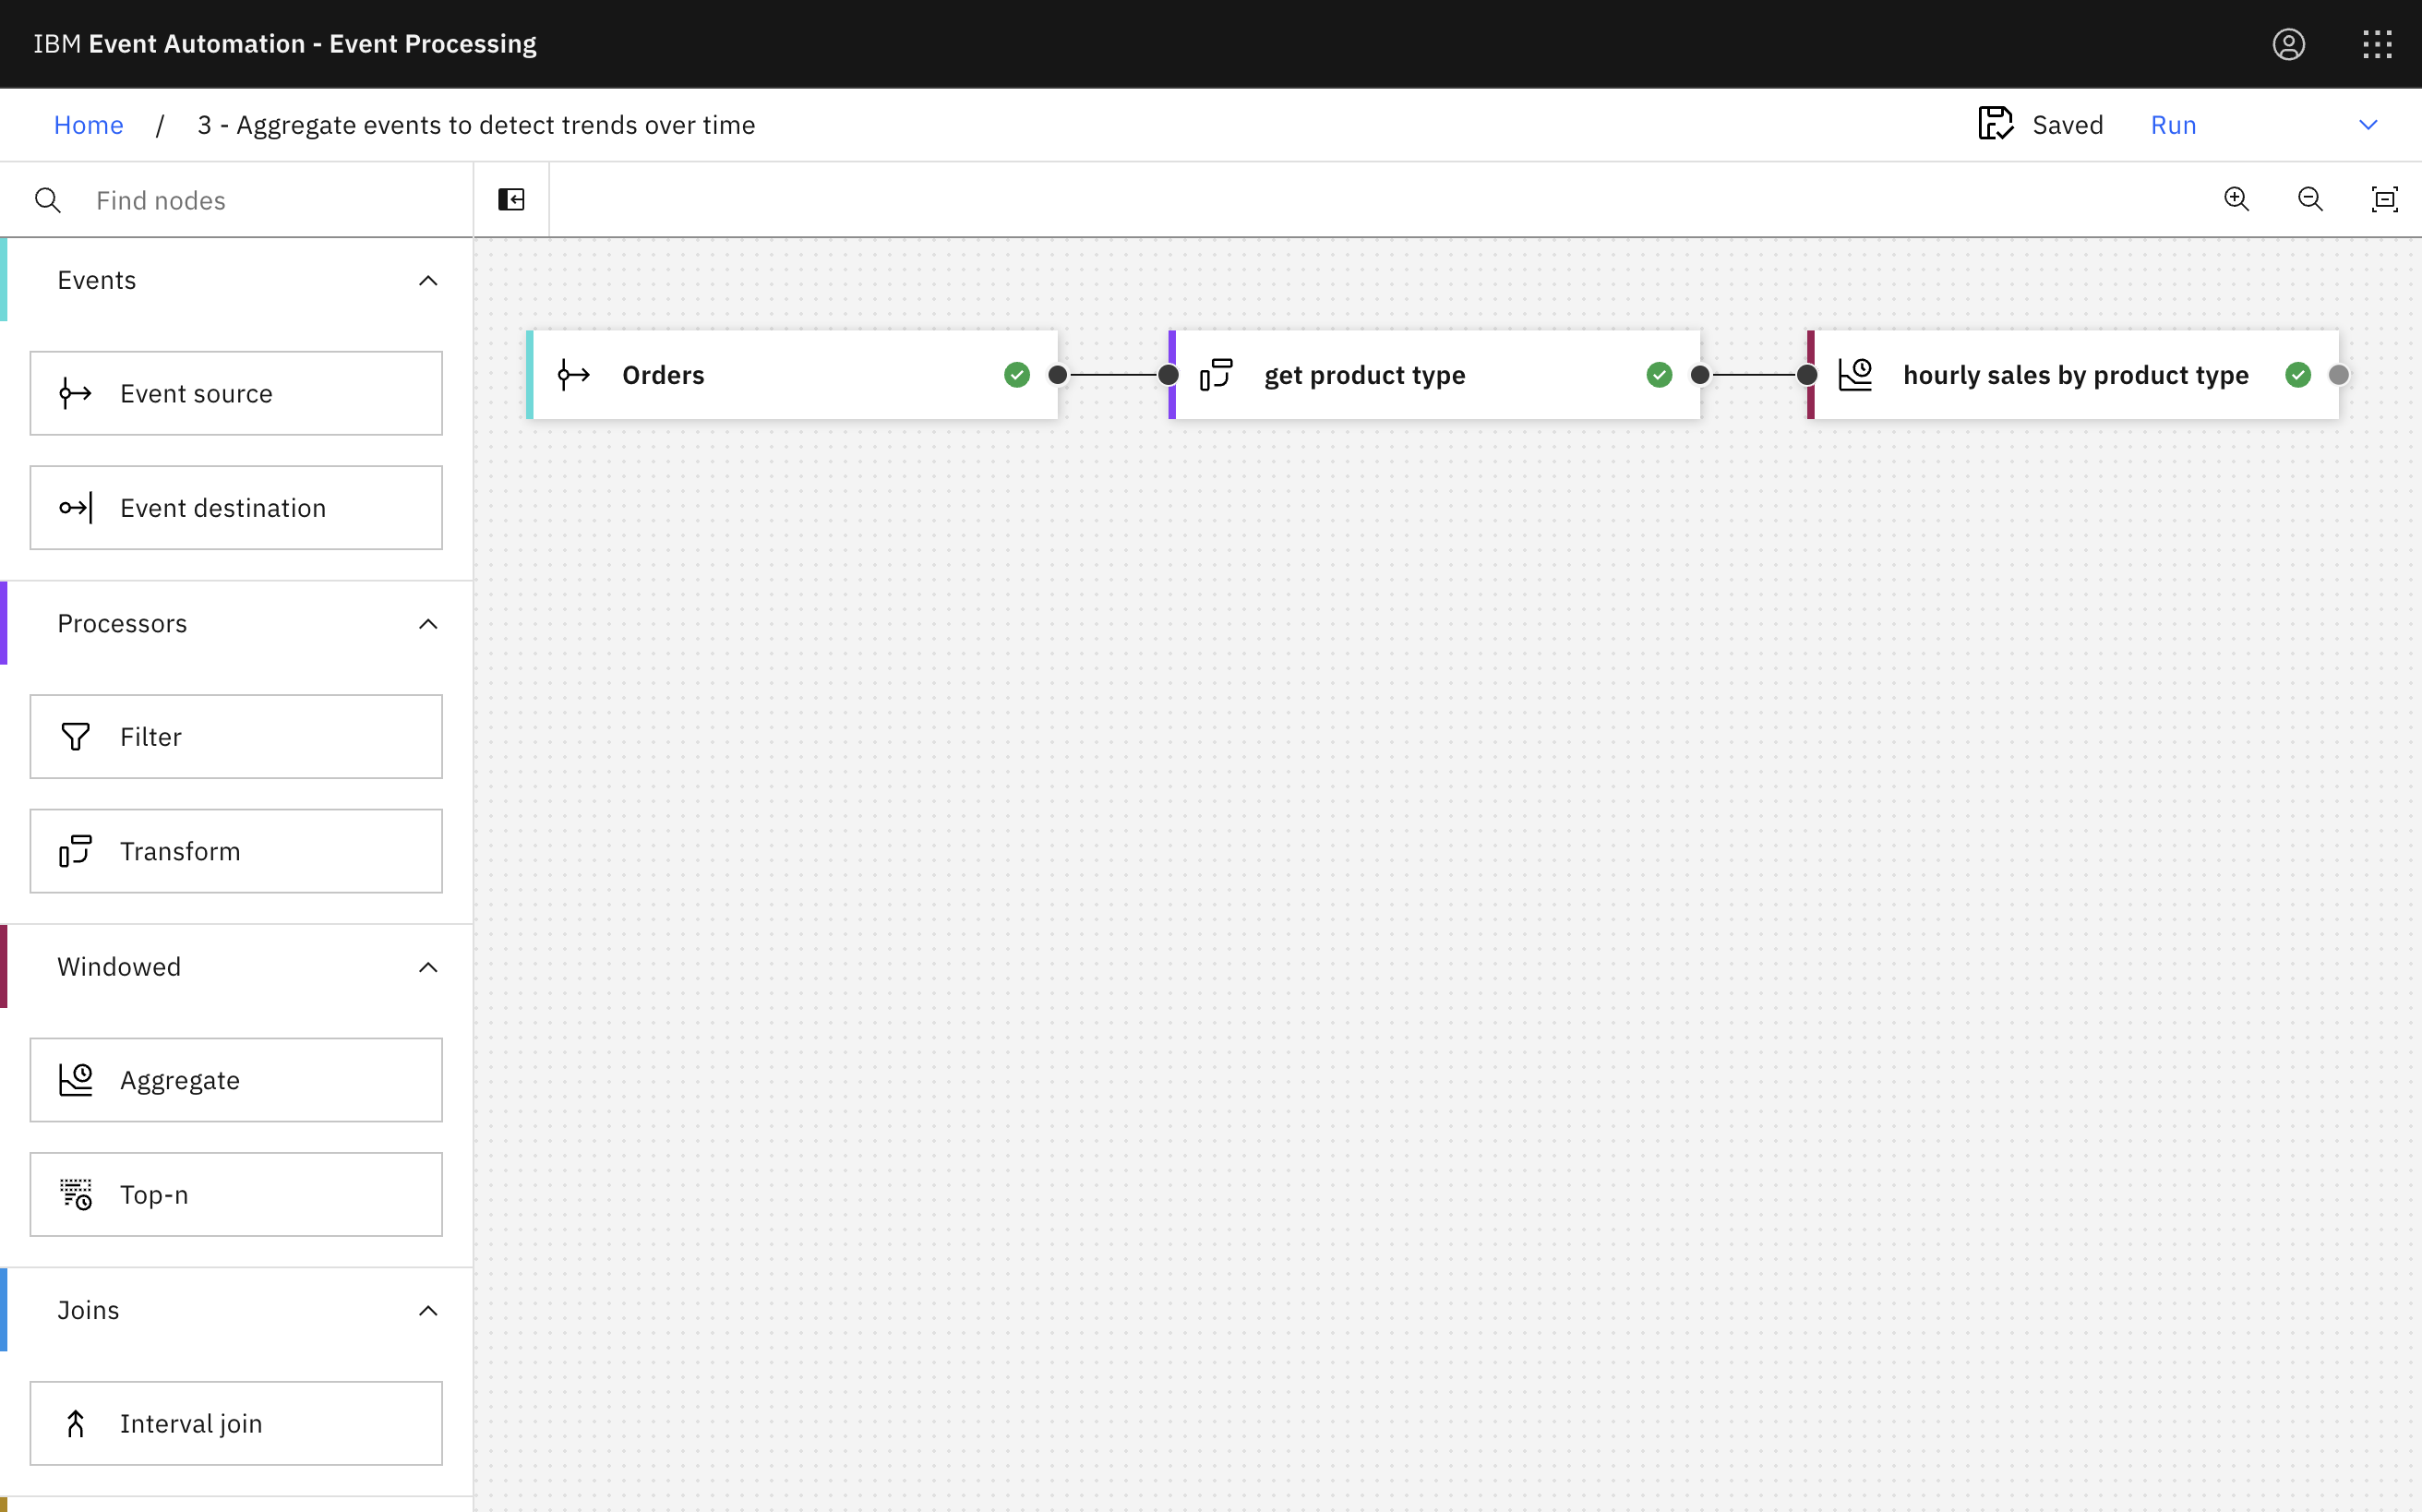 IBM Event Automation - Event Processing
Home / 3 - Aggregate events to detect trends over time
Saved
Run
Find nodes
Events
Event source
Event destination
Processors
Filter
Transform
Windowed
Aggregate
Top-n
Joins
Interval join
Orders
get product type
hourly sales by product type